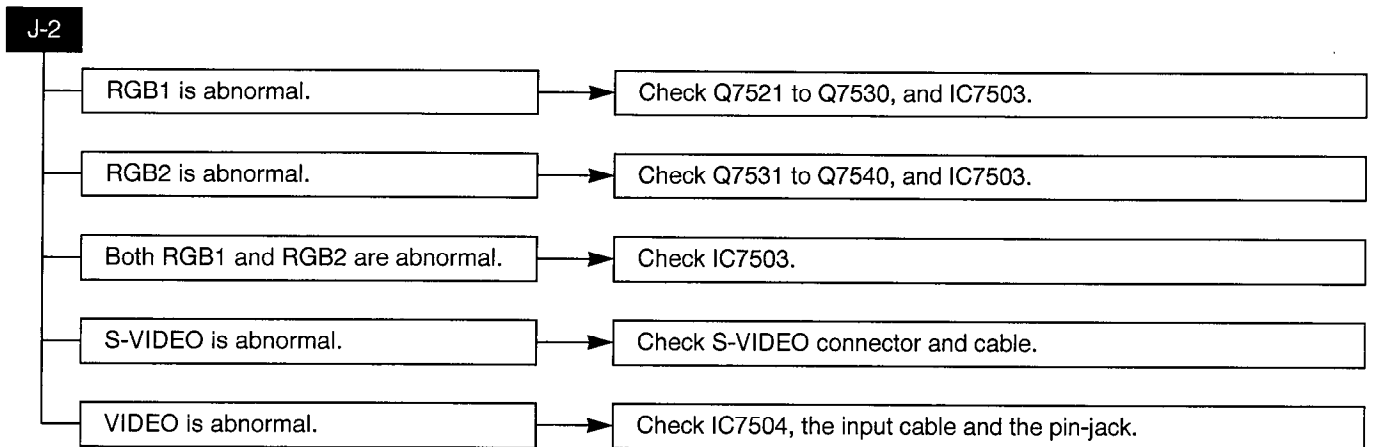 J-2
RGB1 is abnormal.
Check Q7521 to Q7530, and IC7503.
RGB2 is abnormal.
Check Q7531 to Q7540, and IC7503.
Both RGB1 and RGB2 are abnormal.
Check IC7503.
S-VIDEO is abnormal.
Check S-VIDEO connector and cable.
VIDEO is abnormal.
Check IC7504, the input cable and the pin-jack.